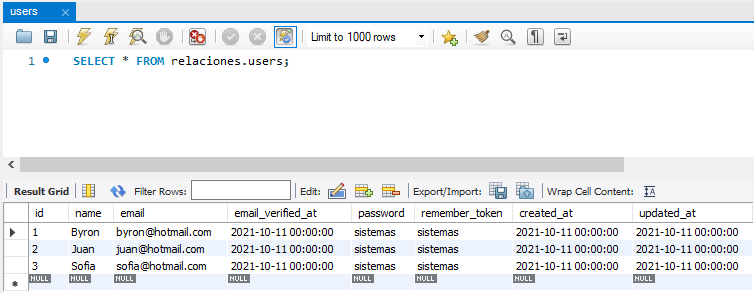 users ×
Limit to 1000 rows
1 SELECT * FROM relaciones.users;
Result Grid Filter Rows: Edit: Export/Import: Wrap Cell Content: IA
id name email email_verified_at password remember_token created_at updated_at
1 Byron byron@hotmail.com 2021-10-11 00:00:00 sistemas sistemas 2021-10-11 00:00:00 2021-10-11 00:00:00
2 Juan juan@hotmail.com 2021-10-11 00:00:00 sistemas sistemas 2021-10-11 00:00:00 2021-10-11 00:00:00
3 Sofia sofia@hotmail.com 2021-10-11 00:00:00 sistemas sistemas 2021-10-11 00:00:00 2021-10-11 00:00:00
* NULL NULL NULL NULL NULL NULL NULL NULL